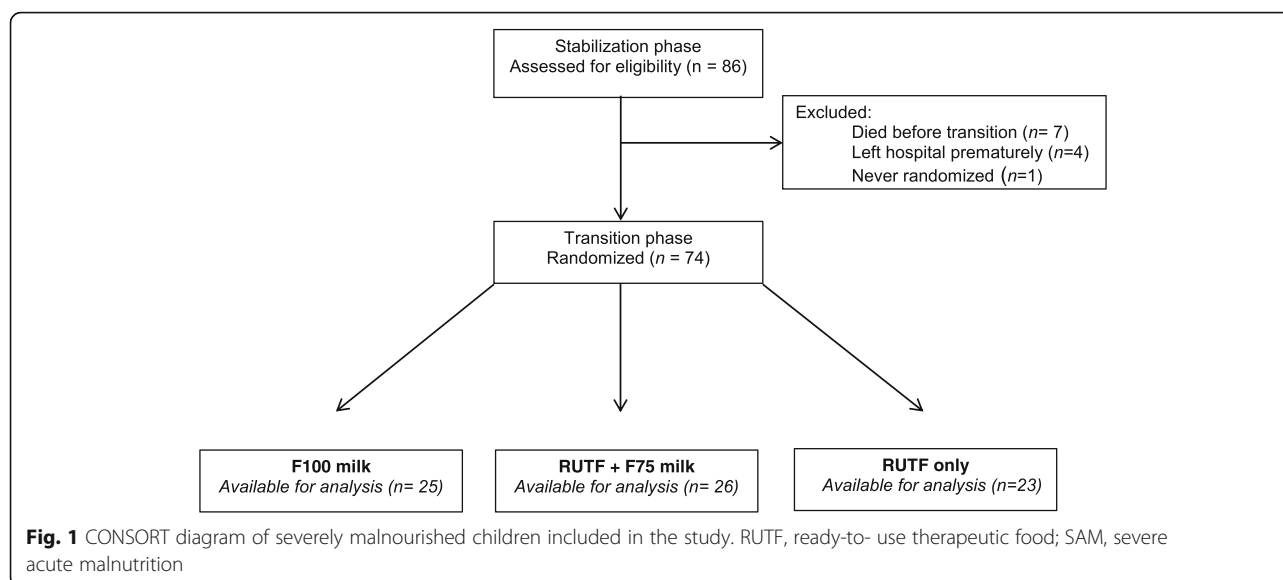 Stabilization phase
Assessed for eligibility (n = 86)
Excluded:
Died before transition (n= 7)
Left hospital prematurely (n=4)
Never randomized (n=1)
Transition phase
Randomized (n = 74)
F100 milk
Available for analysis (n= 25)
RUTF + F75 milk
Available for analysis (n= 26)
RUTF only
Available for analysis (n=23)
Fig. 1 CONSORT diagram of severely malnourished children included in the study. RUTF, ready-to- use therapeutic food; SAM, severe
acute malnutrition